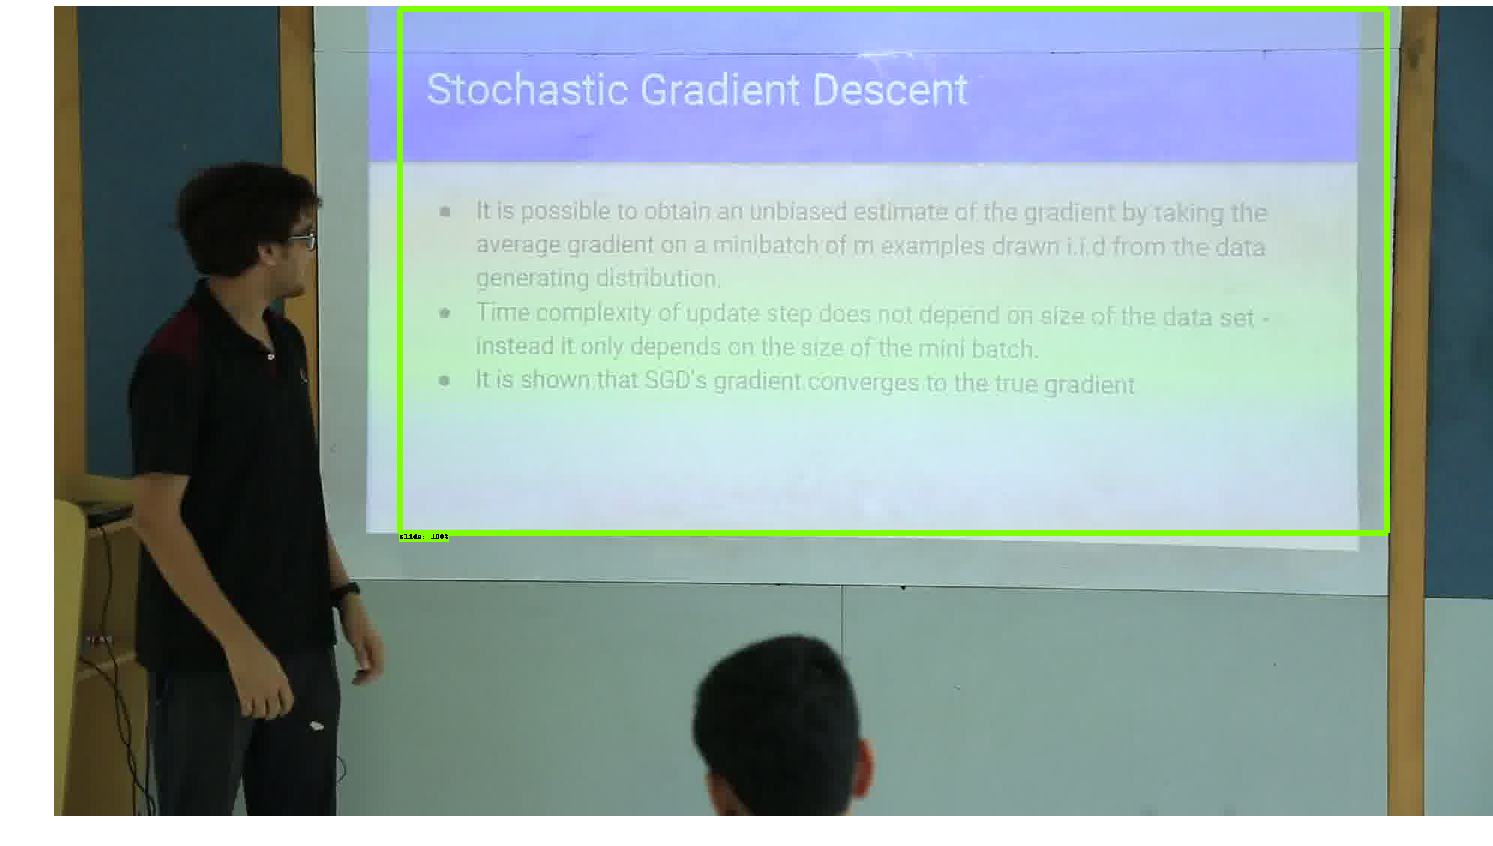 Stochastic Gradient Descent
● It is possible to obtain an unbiased estimate of the gradient by taking the
average gradient on a minibatch of m examples drawn i.i.d from the data
generating distribution.
● Time complexity of update step does not depend on size of the data set -
instead it only depends on the size of the mini batch.
● It is shown that SGD's gradient converges to the true gradient
slide: 100%